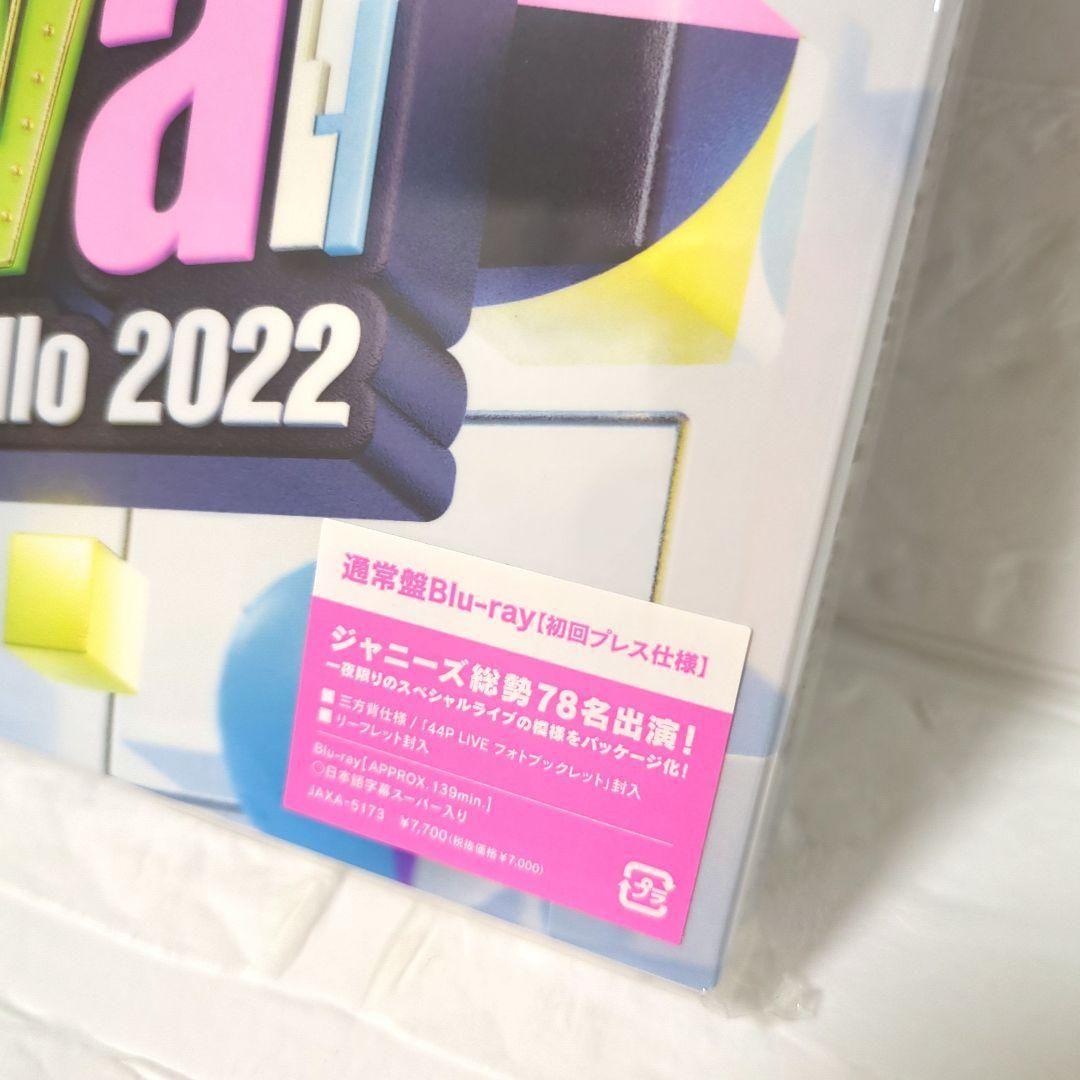 val
llo 2022
通常盤Blu-ray【初回プレス仕様】
ジャニーズ総勢78名出演!
一夜限りのスペシャルライブの模様をパッケージ化!
■ 三方背仕様 / 「44P LIVE フォトブックレット」封入
■ リーフレット封入
Blu-ray[APPROX. 139min.]
○日本語字幕スーパー入り
JAXA-5173 ¥7,700(税抜価格 ¥7,000)
プラ